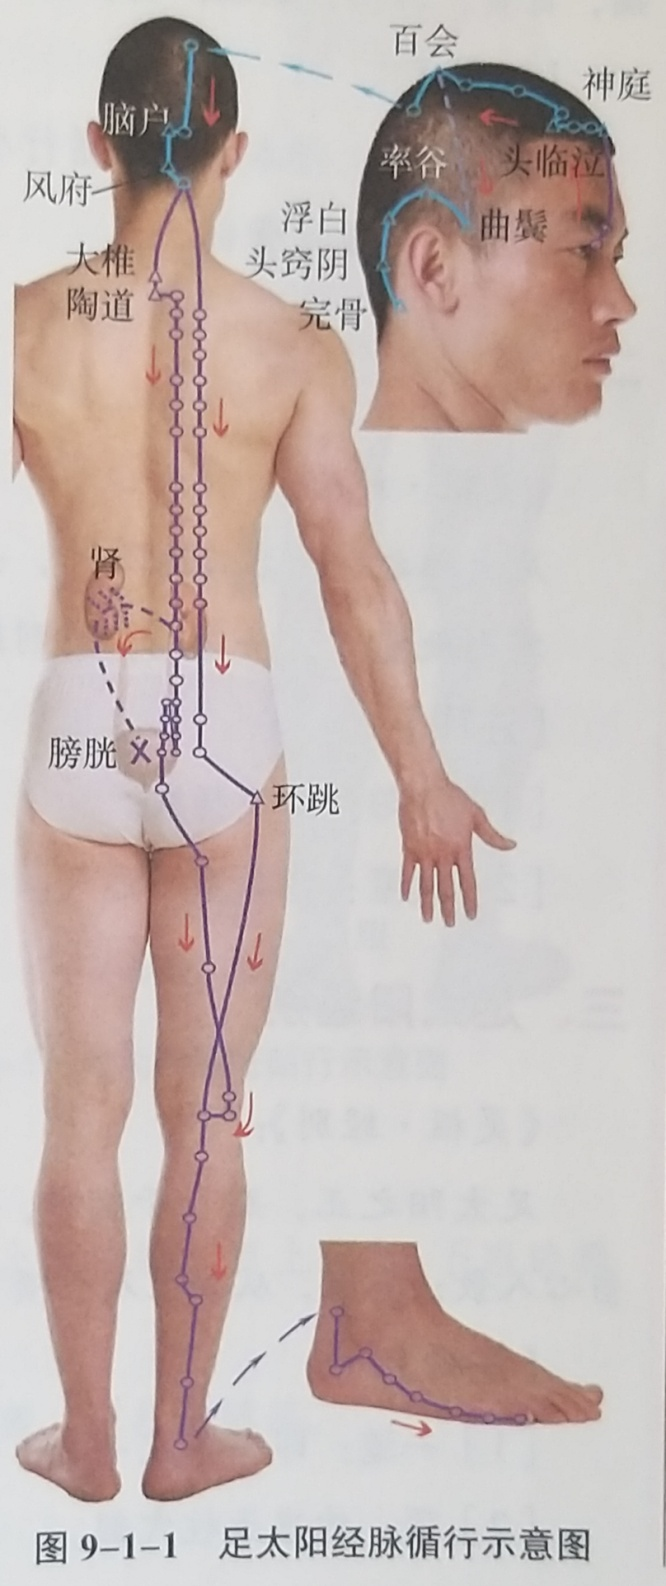 百会
神庭
脑户
率谷
头临泣
风府
浮白
曲鬓
大椎
头窍阴
陶道
完骨
肾
膀胱
环跳
图 9-1-1 足太阳经脉循行示意图